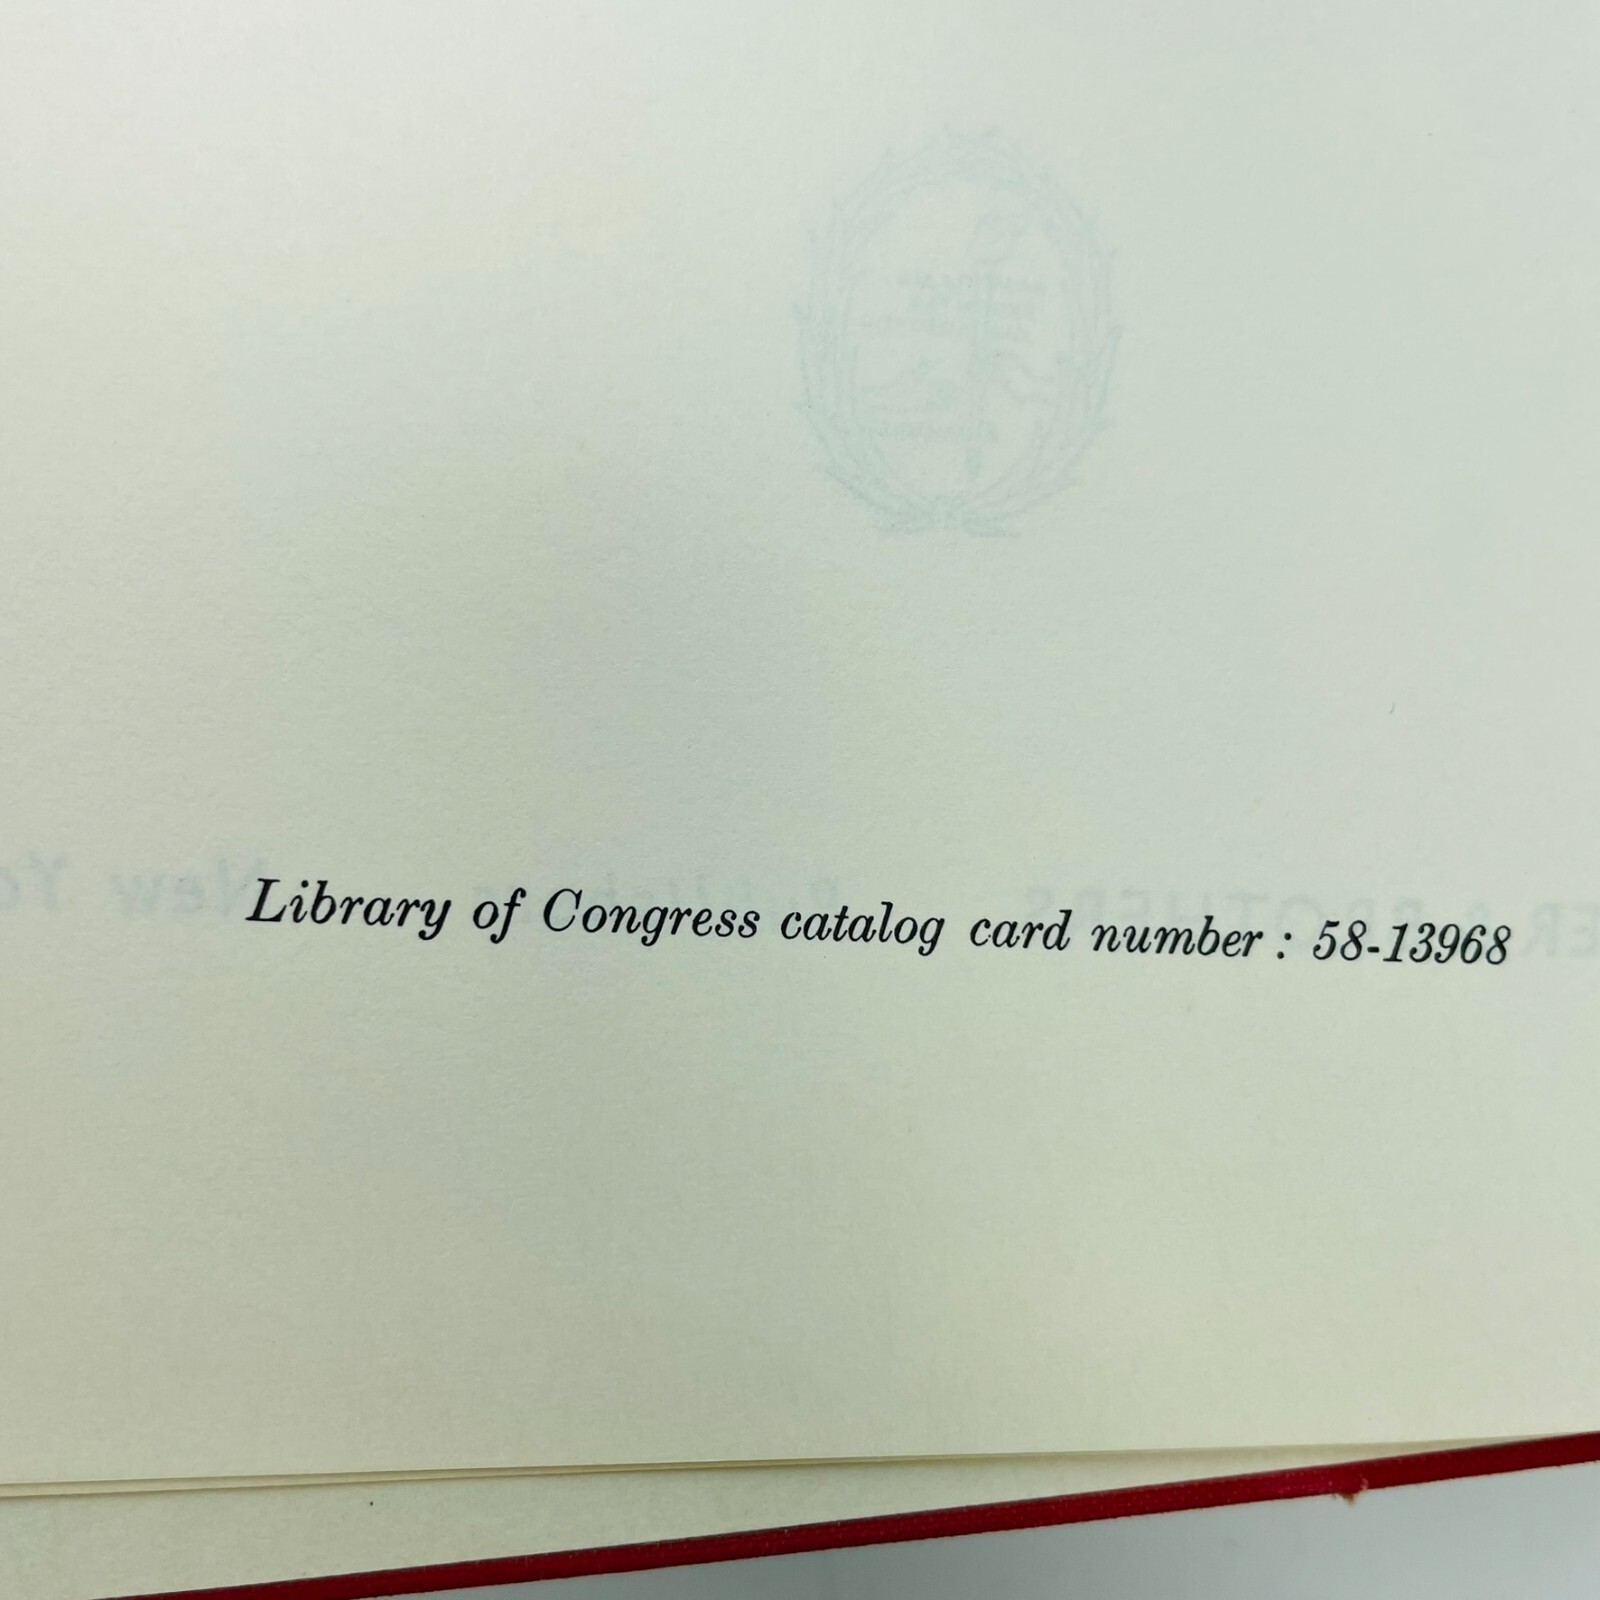 Library of Congress catalog card number : 58-13968